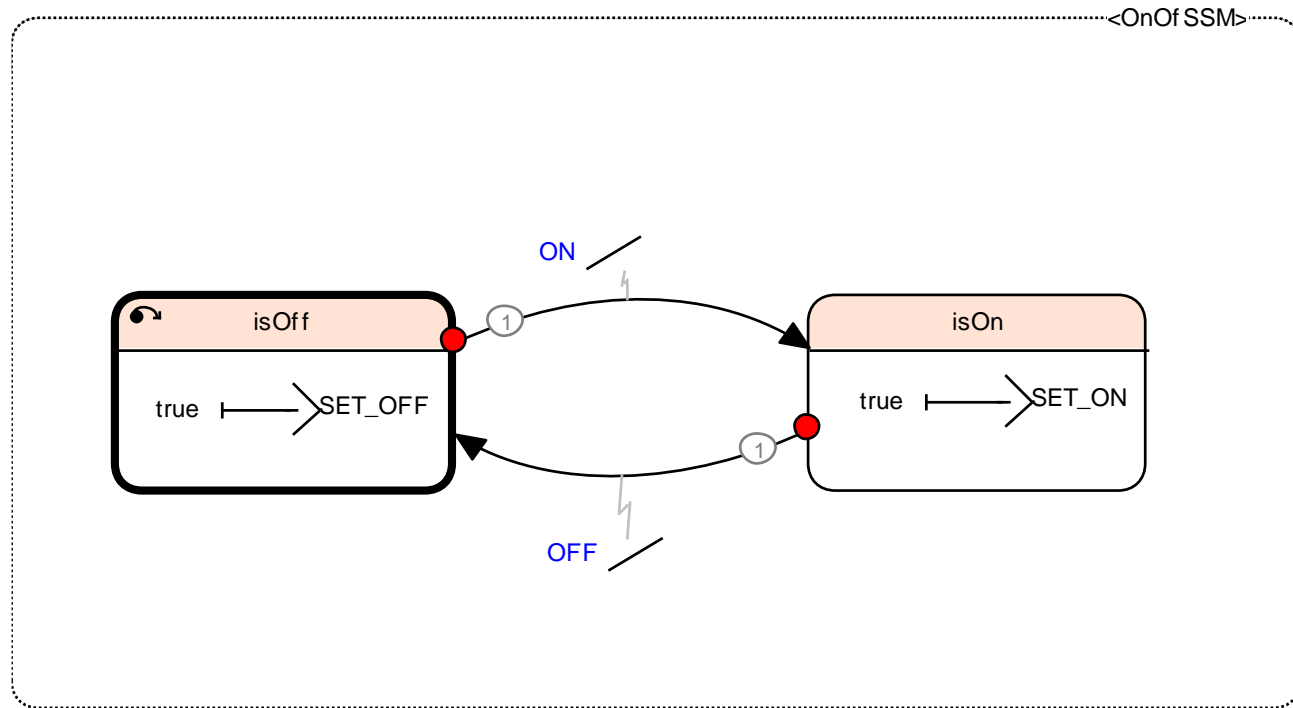 <OnOf SSM>
ON
1
isOff
isOn
true
SET_OFF
true
SET_ON
1
OFF